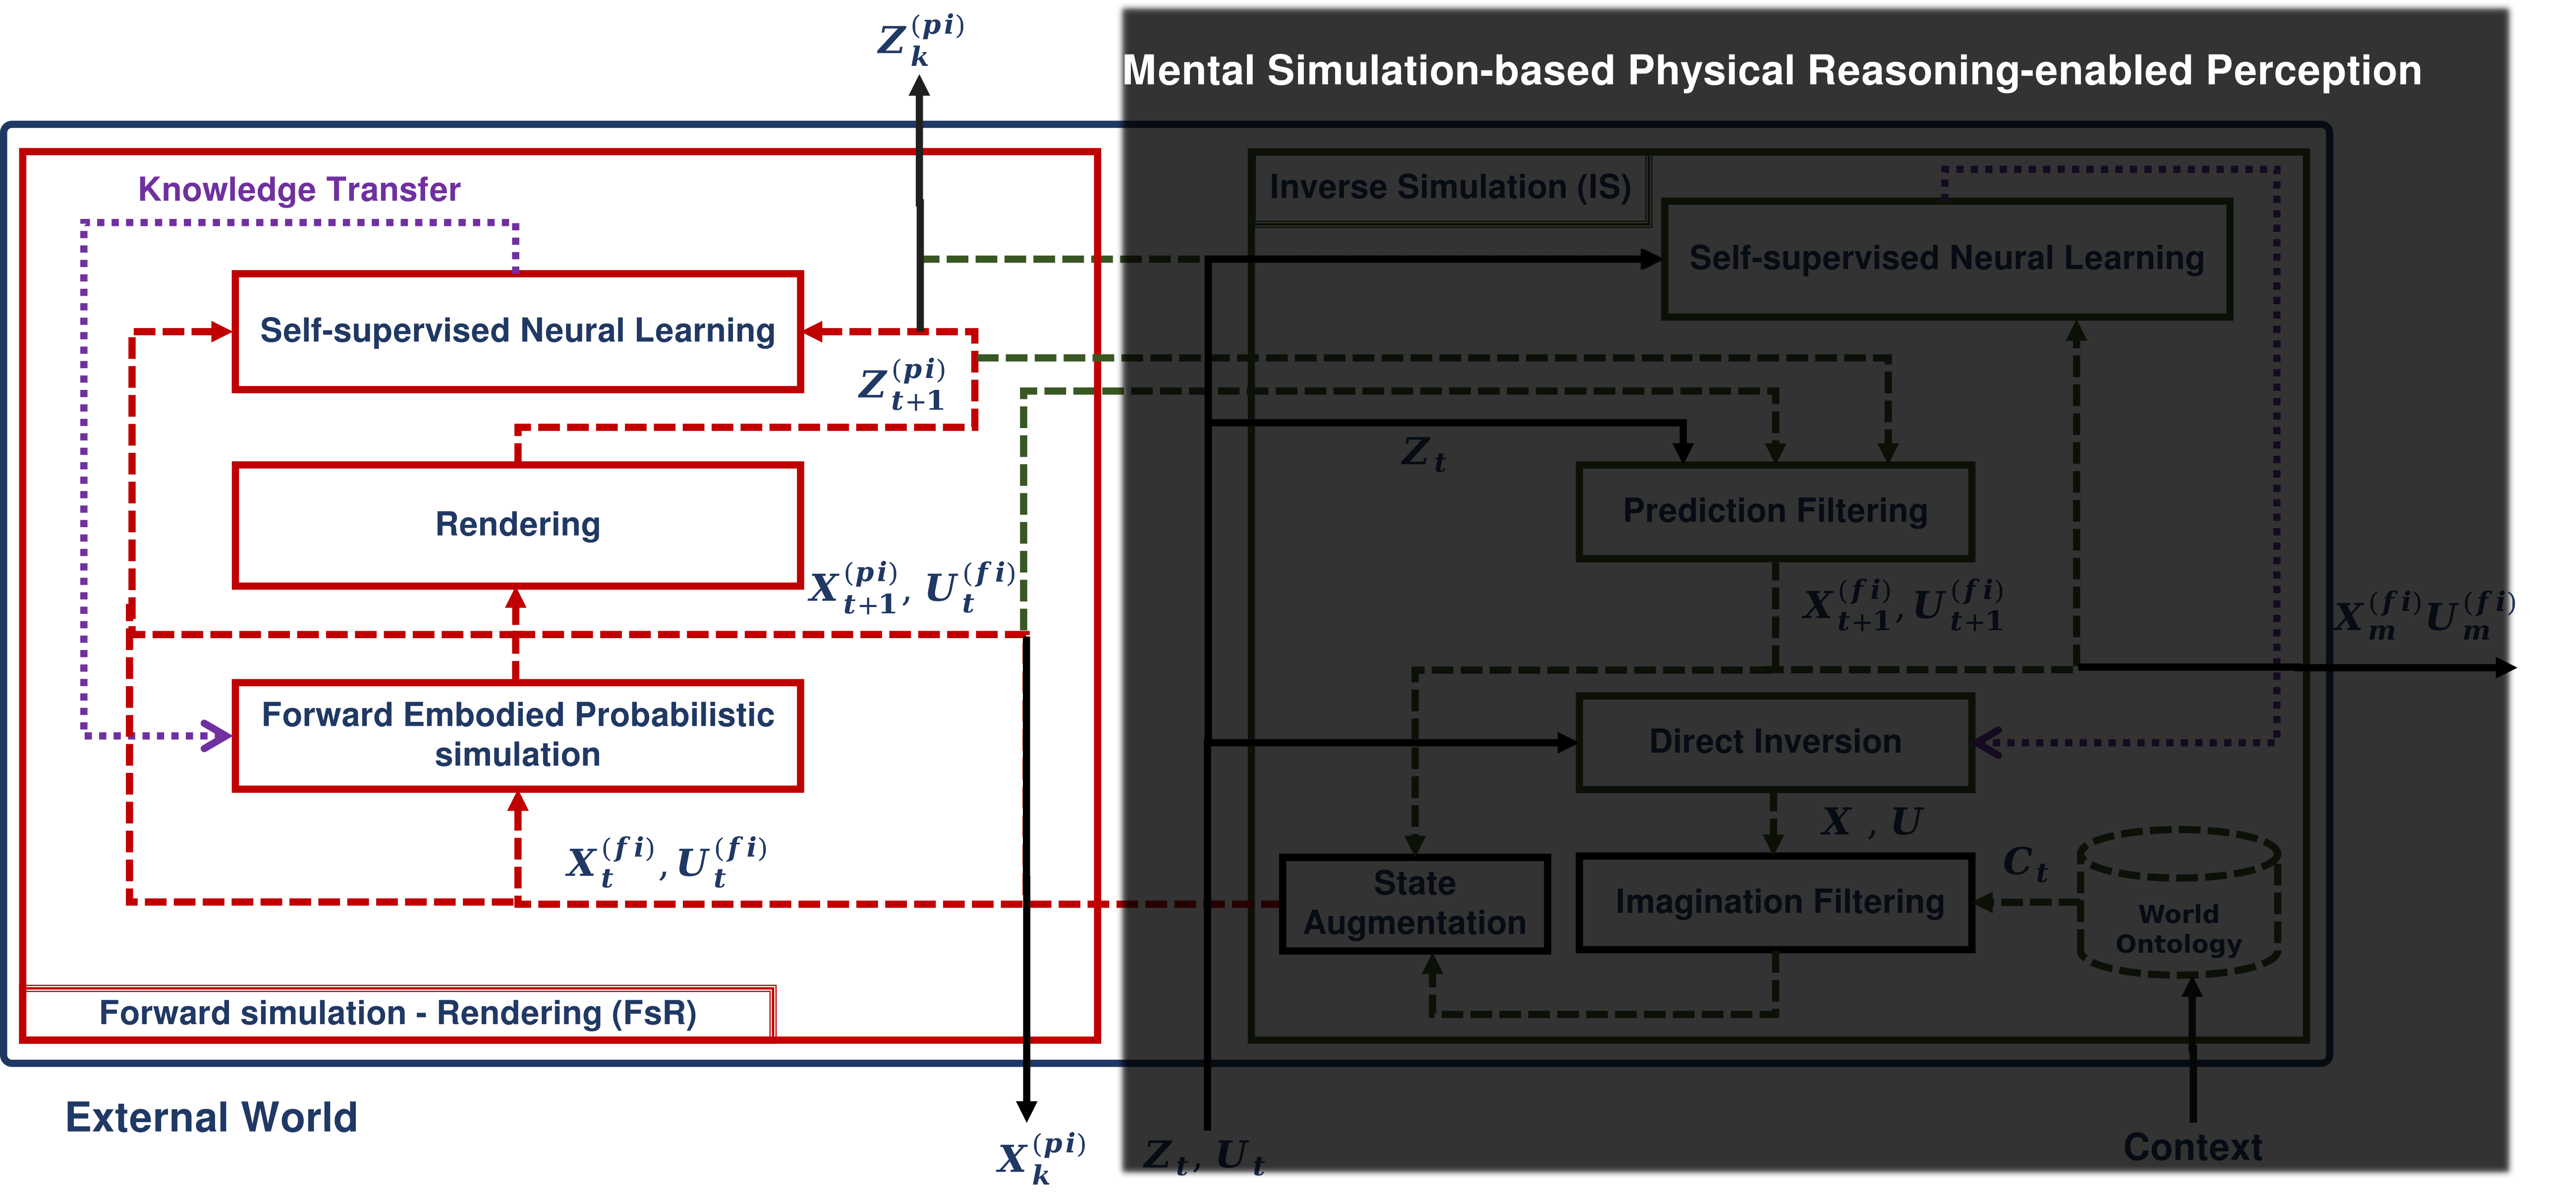 Z_k^(pi)
Mental Simulation-based Physical Reasoning-enabled Perception
Knowledge Transfer
Inverse Simulation (IS)
Self-supervised Neural Learning
Self-supervised Neural Learning
Z_{t+1}^(pi)
Z_t
Rendering
Prediction Filtering
X_{t+1}^(pi), U_t^(fi)
X_{t+1}^(fi), U_{t+1}^(fi)
X_m^(fi) U_m^(fi)
Forward Embodied Probabilistic
simulation
Direct Inversion
X , U
X_t^(fi), U_t^(fi)
State
Augmentation
Imagination Filtering
C_t
World
Ontology
Forward simulation - Rendering (FsR)
External World
X_k^(pi)
Z_t, U_t
Context